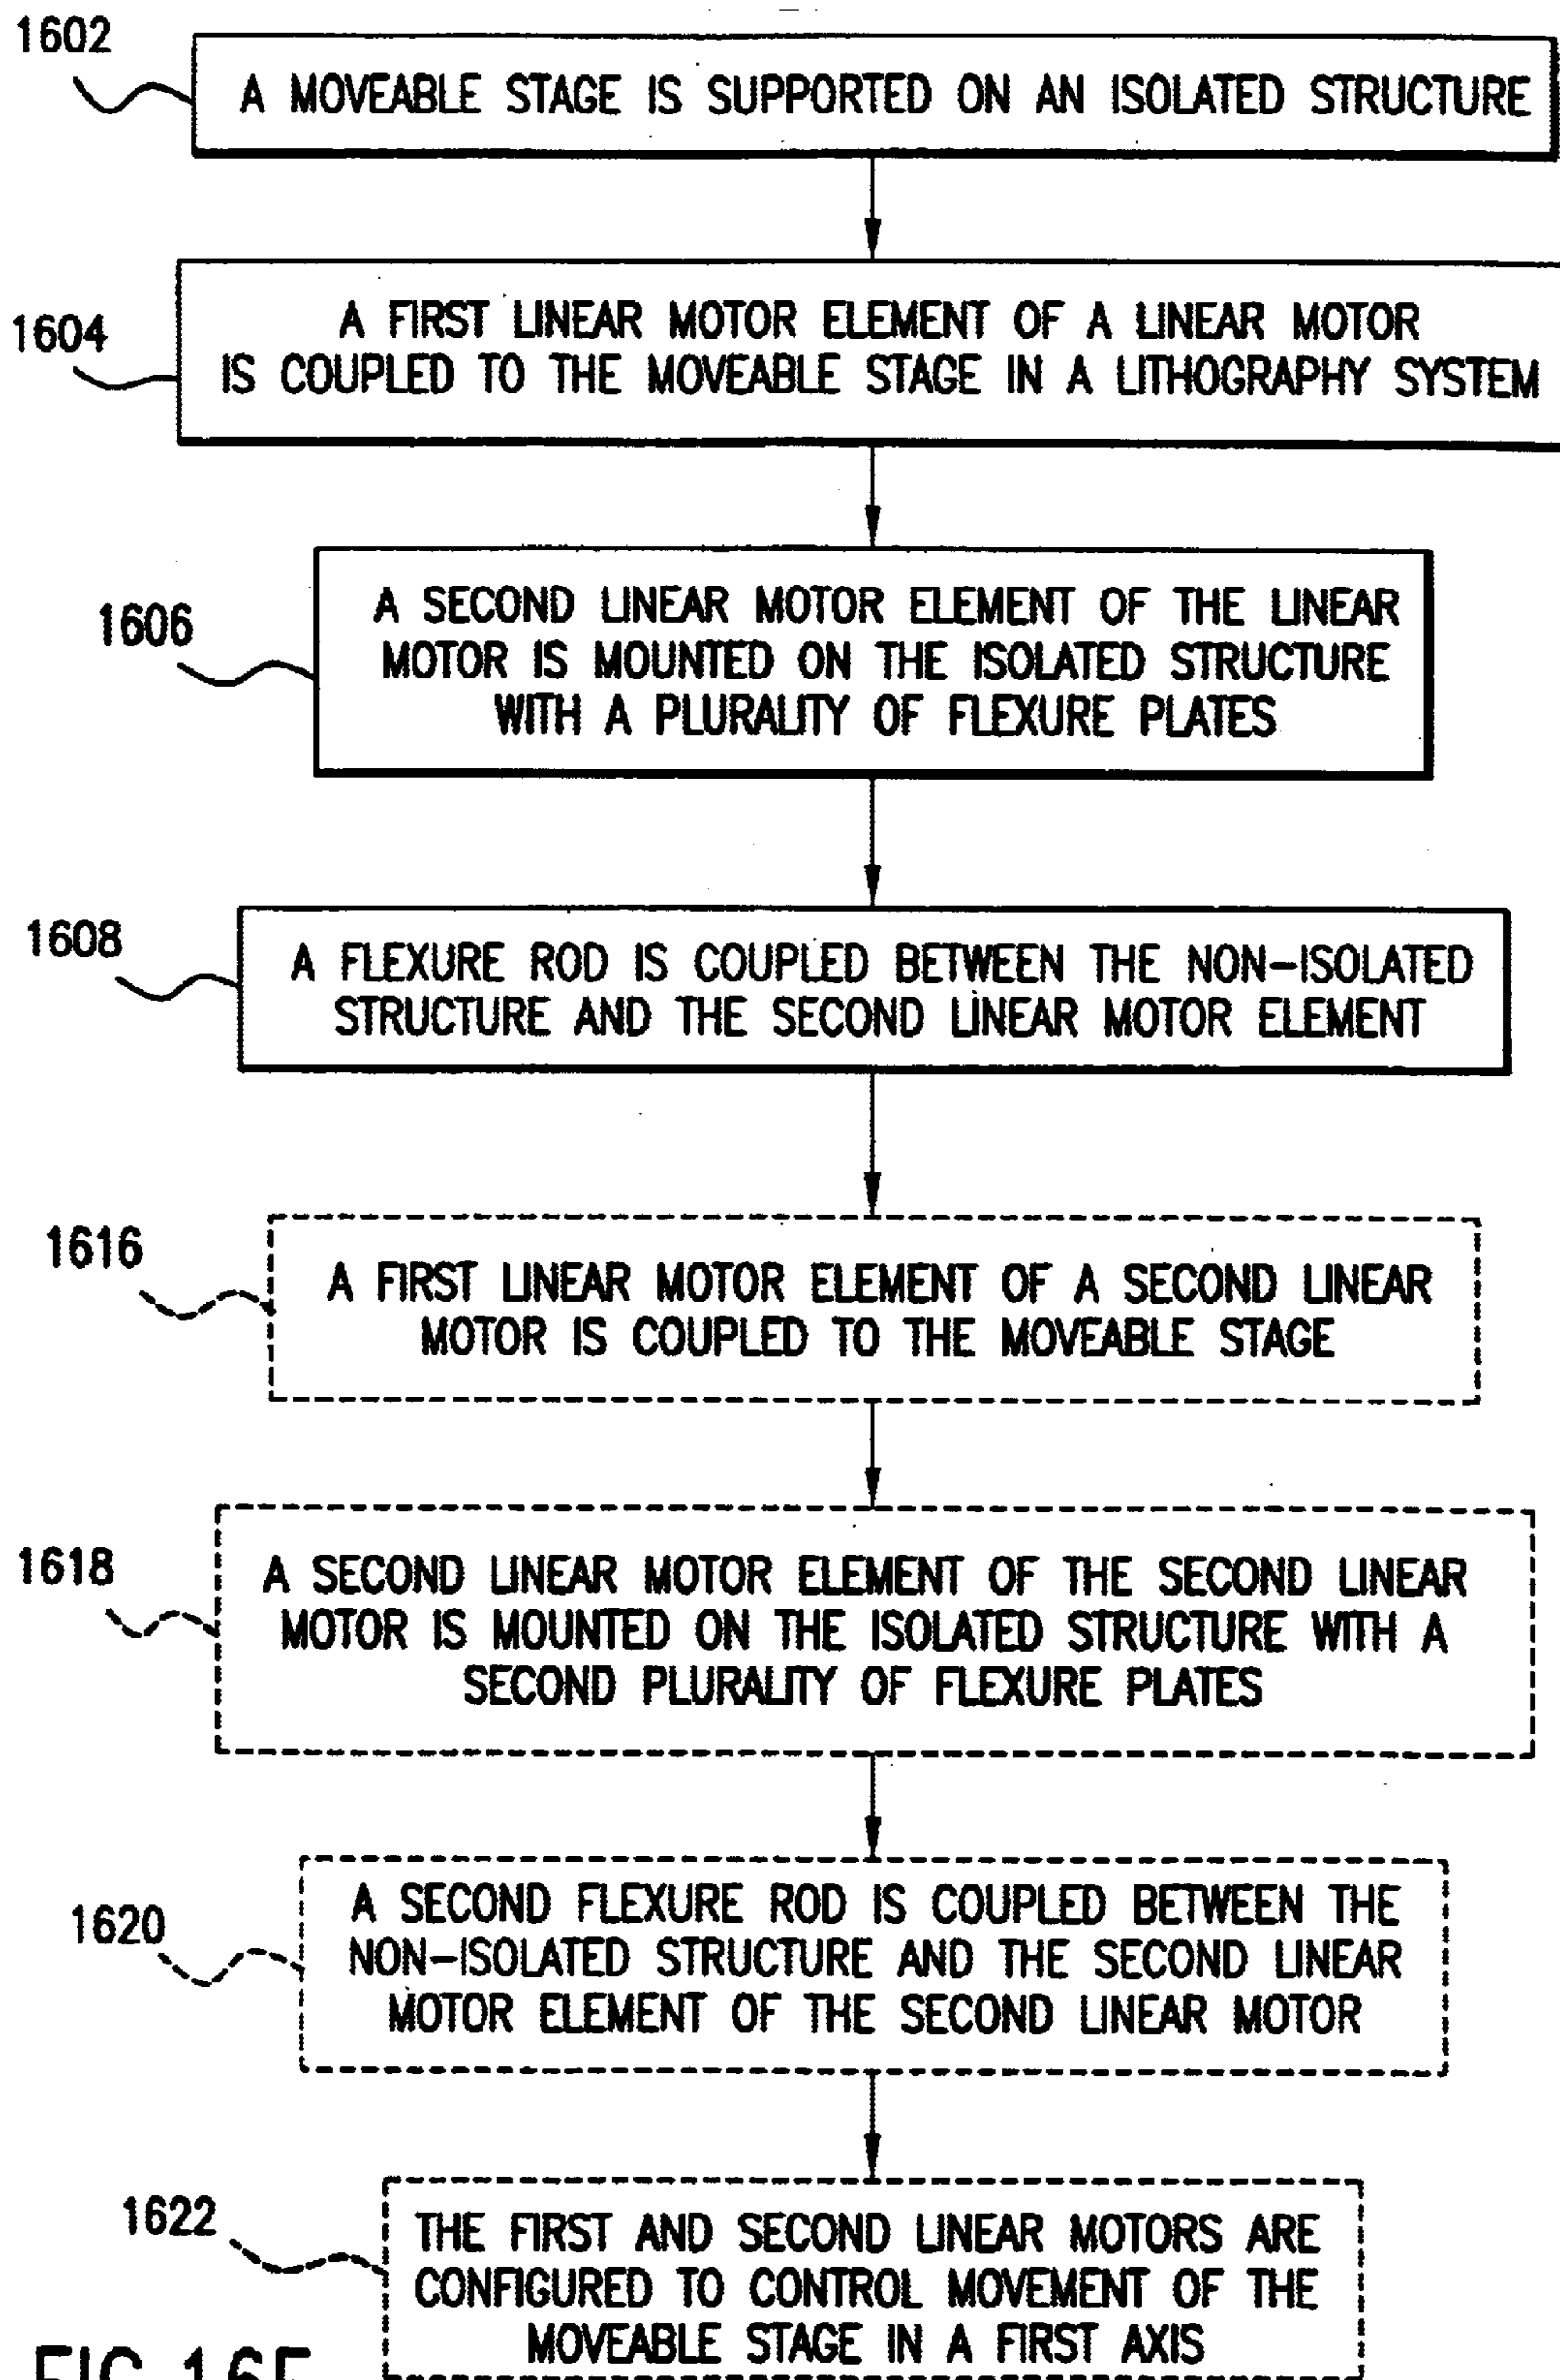 1602
A MOVEABLE STAGE IS SUPPORTED ON AN ISOLATED STRUCTURE
1604
A FIRST LINEAR MOTOR ELEMENT OF A LINEAR MOTOR
IS COUPLED TO THE MOVEABLE STAGE IN A LITHOGRAPHY SYSTEM
1606
A SECOND LINEAR MOTOR ELEMENT OF THE LINEAR
MOTOR IS MOUNTED ON THE ISOLATED STRUCTURE
WITH A PLURALITY OF FLEXURE PLATES
1608
A FLEXURE ROD IS COUPLED BETWEEN THE NON-ISOLATED
STRUCTURE AND THE SECOND LINEAR MOTOR ELEMENT
1616
A FIRST LINEAR MOTOR ELEMENT OF A SECOND LINEAR
MOTOR IS COUPLED TO THE MOVEABLE STAGE
1618
A SECOND LINEAR MOTOR ELEMENT OF THE SECOND LINEAR
MOTOR IS MOUNTED ON THE ISOLATED STRUCTURE WITH A
SECOND PLURALITY OF FLEXURE PLATES
1620
A SECOND FLEXURE ROD IS COUPLED BETWEEN THE
NON-ISOLATED STRUCTURE AND THE SECOND LINEAR
MOTOR ELEMENT OF THE SECOND LINEAR MOTOR
1622
THE FIRST AND SECOND LINEAR MOTORS ARE
CONFIGURED TO CONTROL MOVEMENT OF THE
MOVEABLE STAGE IN A FIRST AXIS